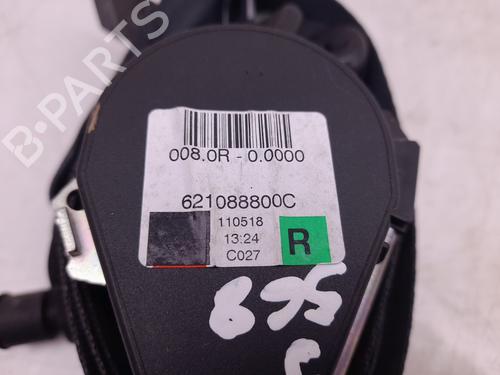 008.0R - 0.0000
621088800C
110518
13:24
C027
R
B-PARTS